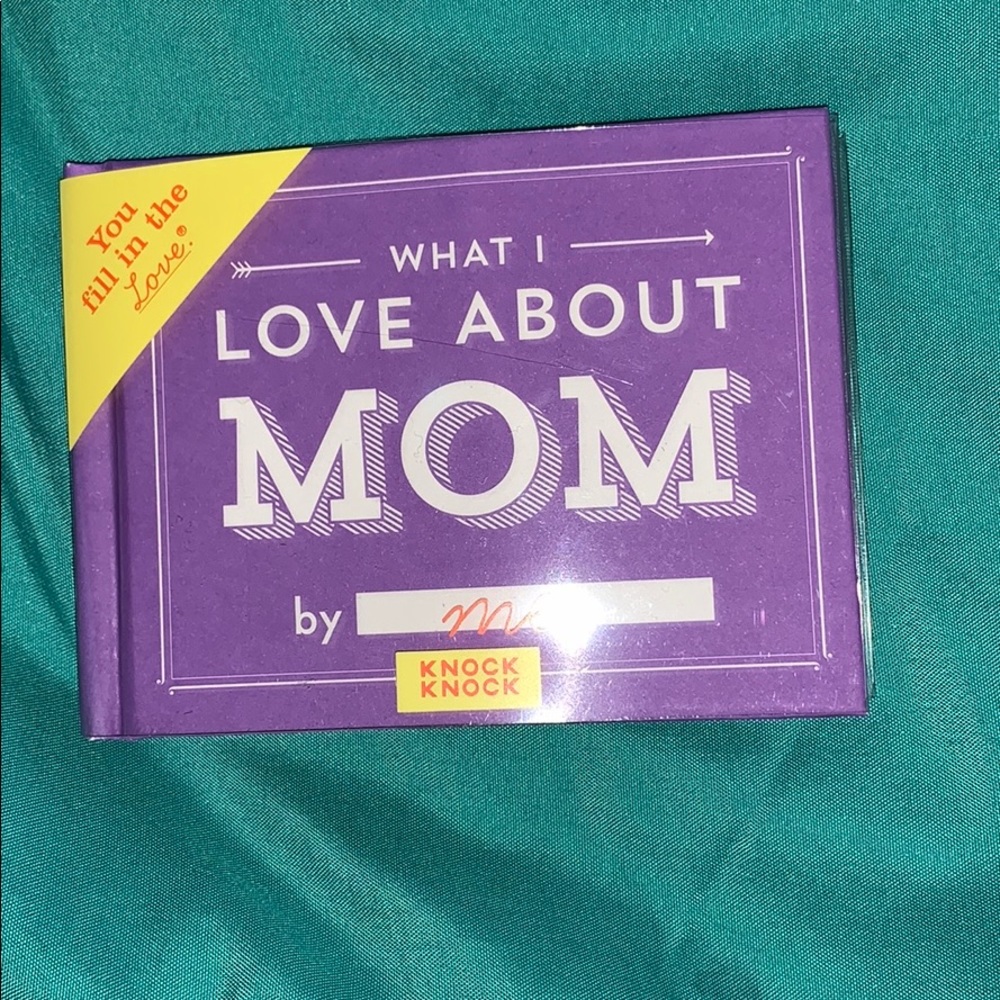 You
fill in the
Love.®
WHAT I
LOVE ABOUT
MOM
by
KNOCK
KNOCK